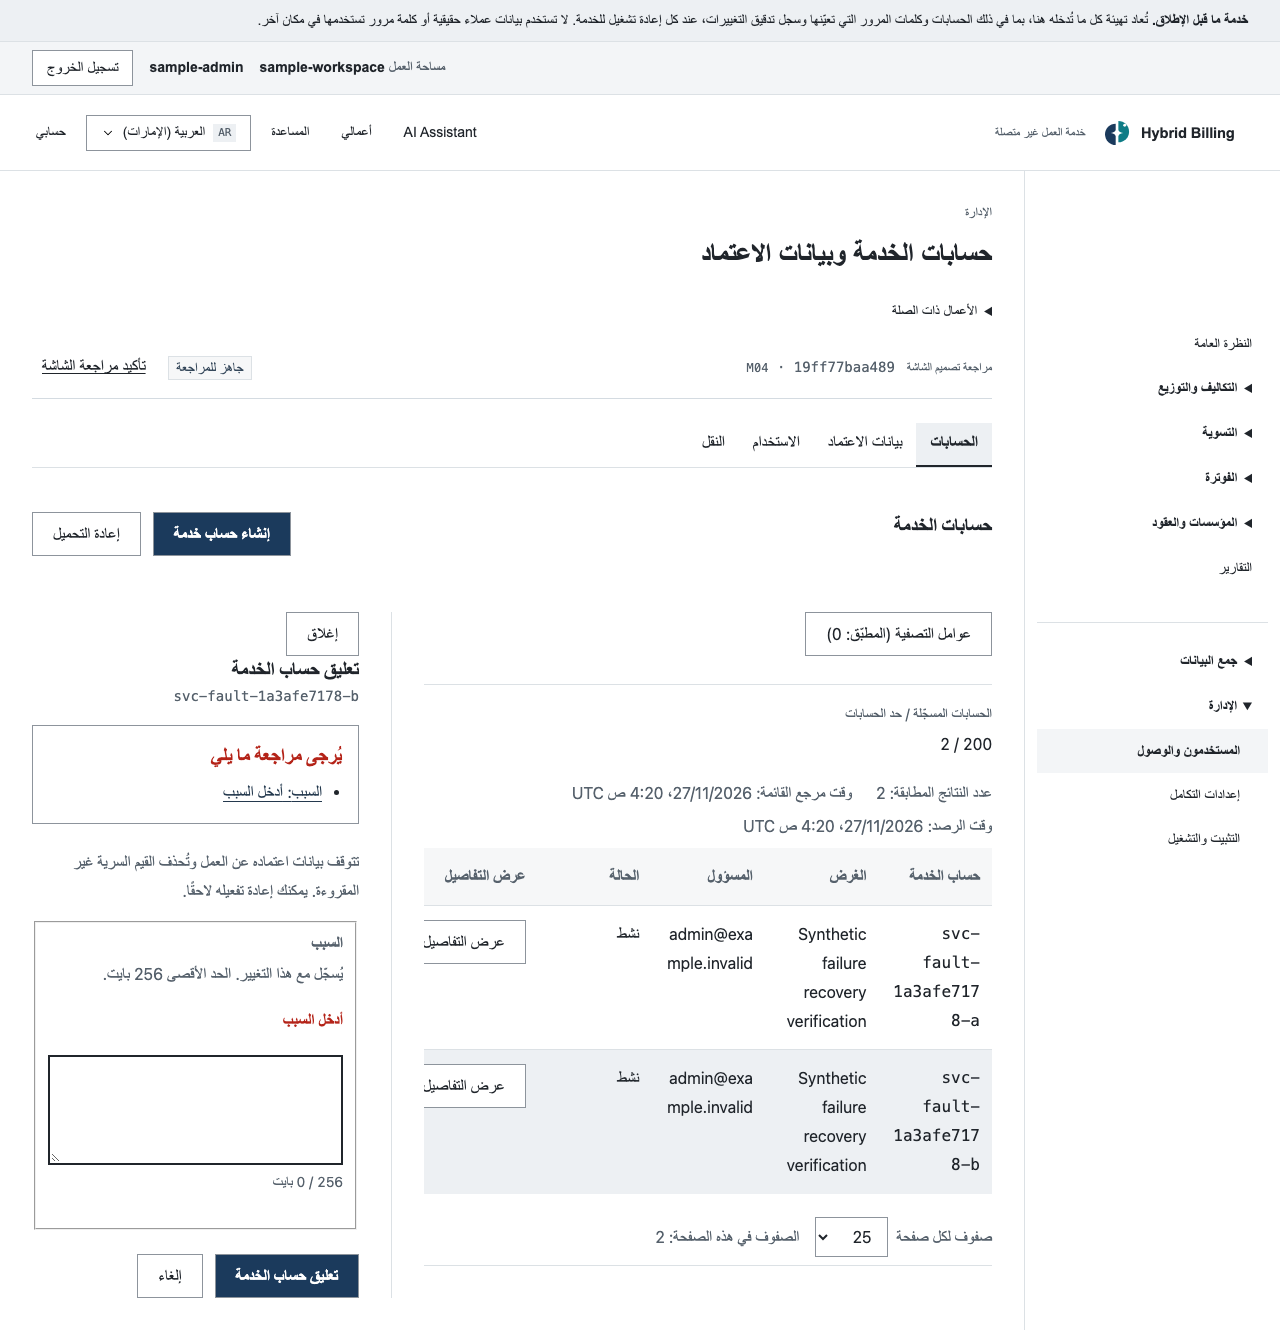 خدمة ما قبل الإطلاق. تُعاد تهيئة كل ما تُدخله هنا، بما في ذلك الحسابات وكلمات المرور التي تعيّنها وسجل تدقيق التغييرات، عند كل إعادة تشغيل للخدمة. لا تستخدم بيانات عملاء حقيقية أو كلمة مرور تستخدمها في مكان آخر.
مساحة العمل sample-workspace sample-admin تسجيل الخروج
Hybrid Billing خدمة العمل غير متصلة AI Assistant أعمالي المساعدة AR العربية (الإمارات) حسابي
النظرة العامة
التكاليف والتوزيع
التسوية
الفوترة
المؤسسات والعقود
التقارير
جمع البيانات
الإدارة
المستخدمون والوصول
إعدادات التكامل
التثبيت والتشغيل
الإدارة
حسابات الخدمة وبيانات الاعتماد
الأعمال ذات الصلة
مراجعة تصميم الشاشة 19ff77baa489 · M04 جاهز للمراجعة تأكيد مراجعة الشاشة
الحسابات بيانات الاعتماد الاستخدام النقل
حسابات الخدمة إنشاء حساب خدمة إعادة التحميل
عوامل التصفية (المطبّق: 0)
الحسابات المسجّلة / حد الحسابات
2 / 200
عدد النتائج المطابقة: 2 وقت مرجع القائمة: 27/11/2026، 4:20 ص UTC
وقت الرصد: 27/11/2026، 4:20 ص UTC
حساب الخدمة الغرض المسؤول الحالة عرض التفاصيل
svc-fault-1a3afe7178-a Synthetic failure recovery verification admin@example.invalid نشط عرض التفاصيل
svc-fault-1a3afe7178-b Synthetic failure recovery verification admin@example.invalid نشط عرض التفاصيل
صفوف لكل صفحة 25 الصفوف في هذه الصفحة: 2
إغلاق
تعليق حساب الخدمة
svc-fault-1a3afe7178-b
يُرجى مراجعة ما يلي
السبب: أدخل السبب
تتوقف بيانات اعتماده عن العمل وتُحذف القيم السرية غير
المقروءة. يمكنك إعادة تفعيله لاحقًا.
السبب
يُسجّل مع هذا التغيير. الحد الأقصى 256 بايت.
أدخل السبب
256 / 0 بايت
تعليق حساب الخدمة إلغاء